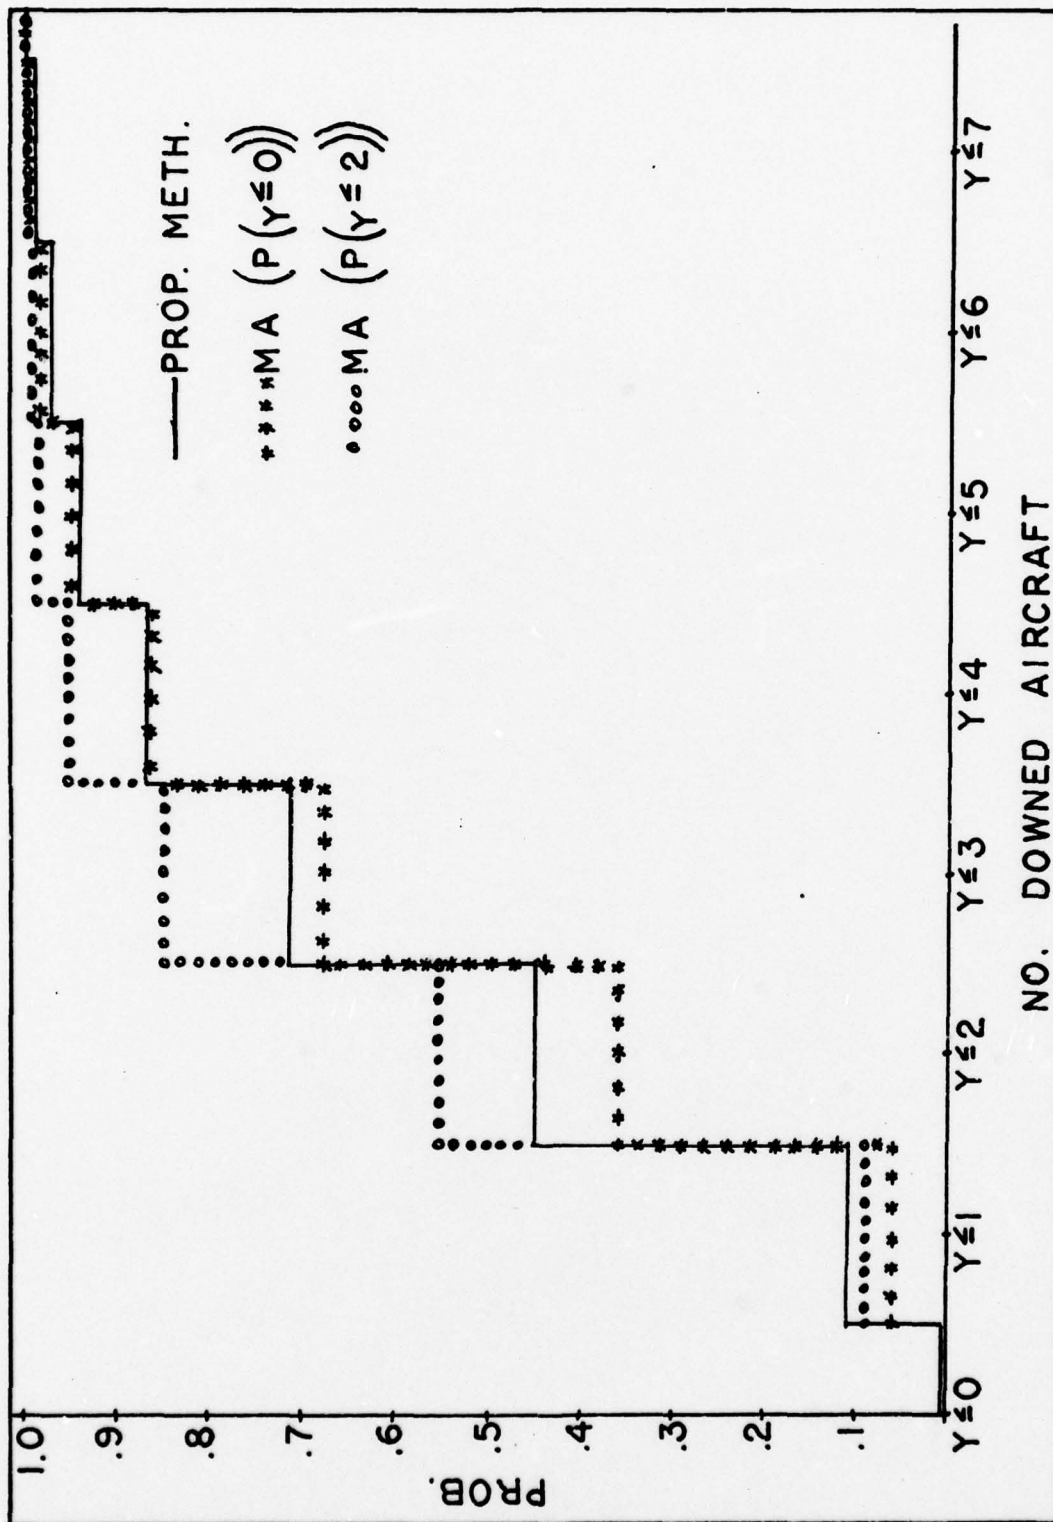 1.0
.9
.8
.7
.6
.5
.4
.3
.2
.1
PROB.
—PROP. METH.
****MA (P(Y≤0))
oooo MA (P(Y≤2))
Y≤0 Y≤1 Y≤2 Y≤3 Y≤4 Y≤5 Y≤6 Y≤7
NO. DOWNED AIRCRAFT